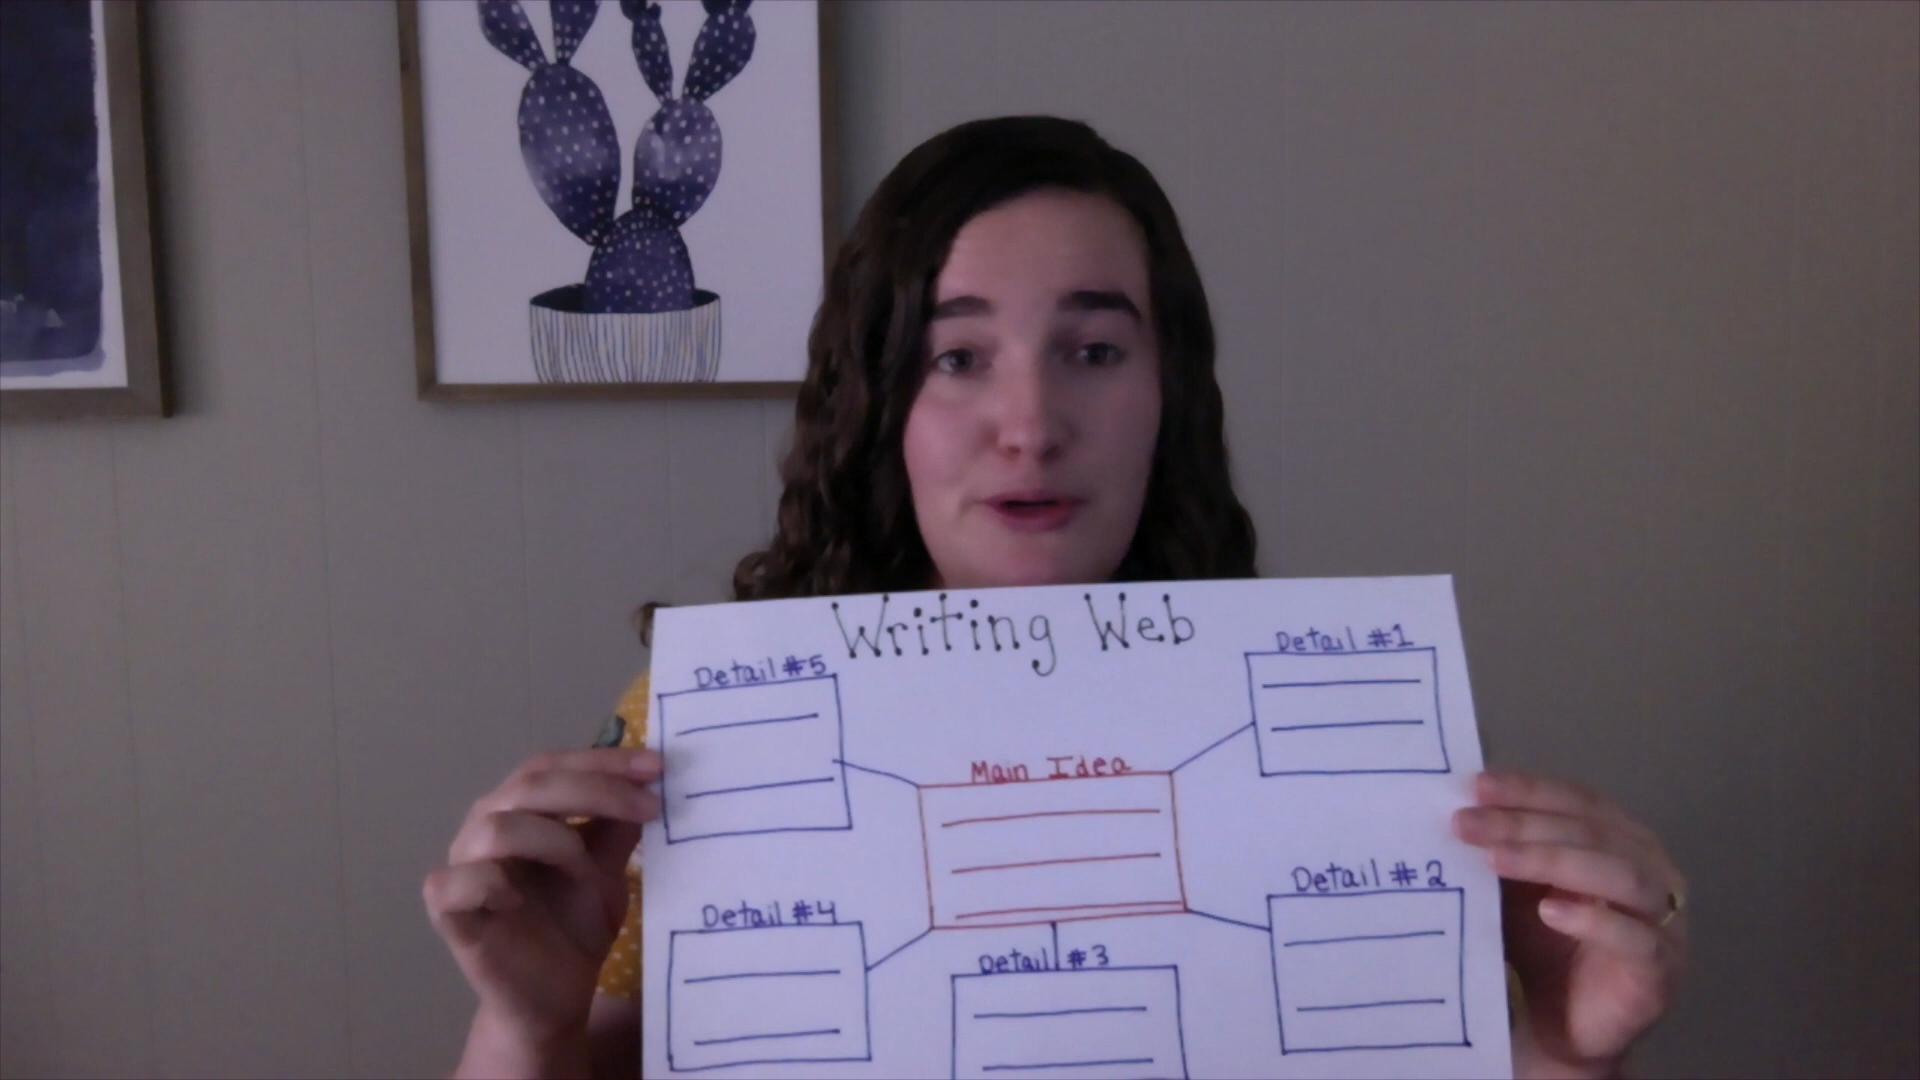 Writing Web
Detail #1
Detail #5
Main Idea
Detail #2
Detail #4
Detail #3